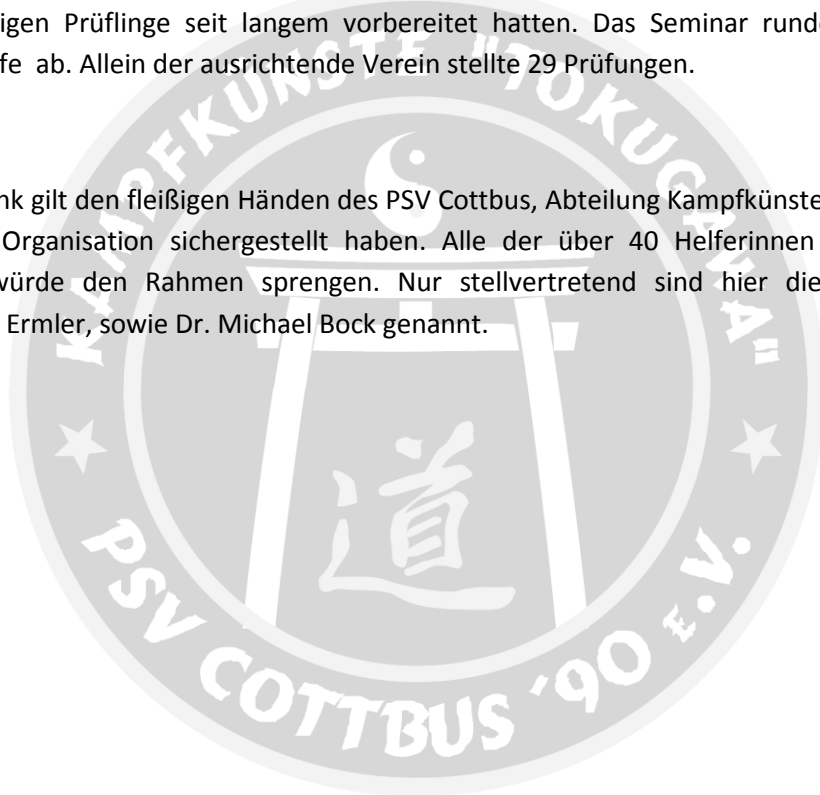 igen Prüflinge seit langem vorbereitet hatten. Das Seminar rund
fe ab. Allein der ausrichtende Verein stellte 29 Prüfungen.
nk gilt den fleißigen Händen des PSV Cottbus, Abteilung Kampfkünste
Organisation sichergestellt haben. Alle der über 40 Helferinnen
würde den Rahmen sprengen. Nur stellvertretend sind hier die
Ermler, sowie Dr. Michael Bock genannt.
KAMPFKÜNSTE "TOKUGAWA"
道
PSV COTTBUS '90 E.V.